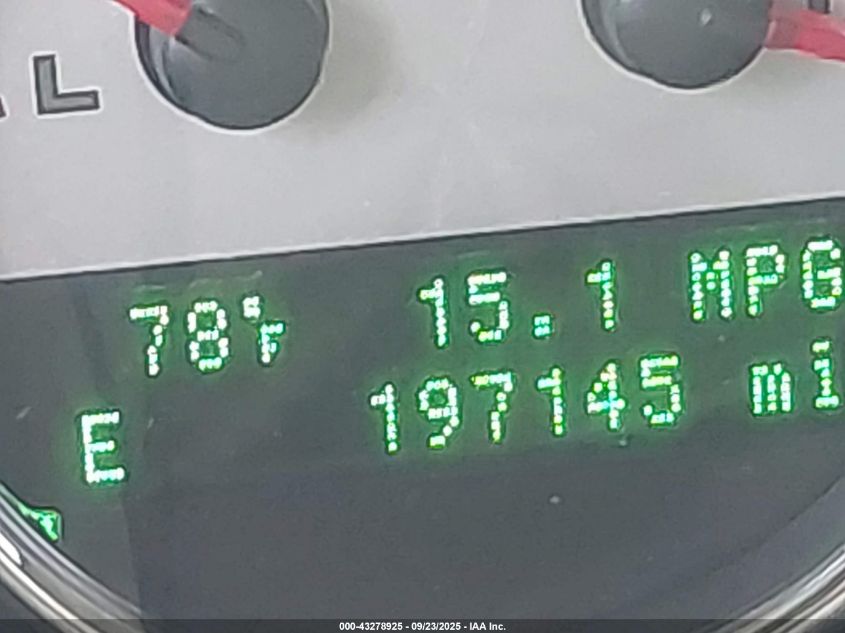 L
78°F 15.1 MPG
197145 mi
E
000-43278925 - 09/23/2025 - IAA Inc.